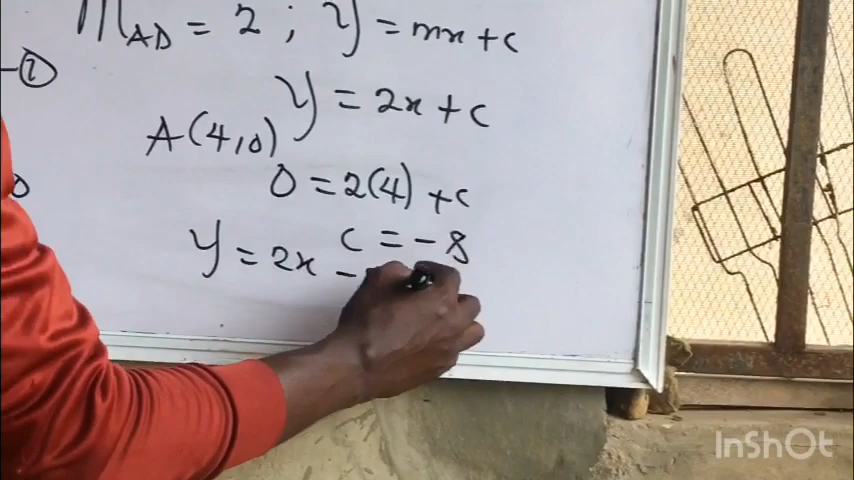 M_AD = 2 ; y = mx + c
-②
y = 2x + c
A(4,0)
0 = 2(4) + c
c = -8
y = 2x -
InShOt